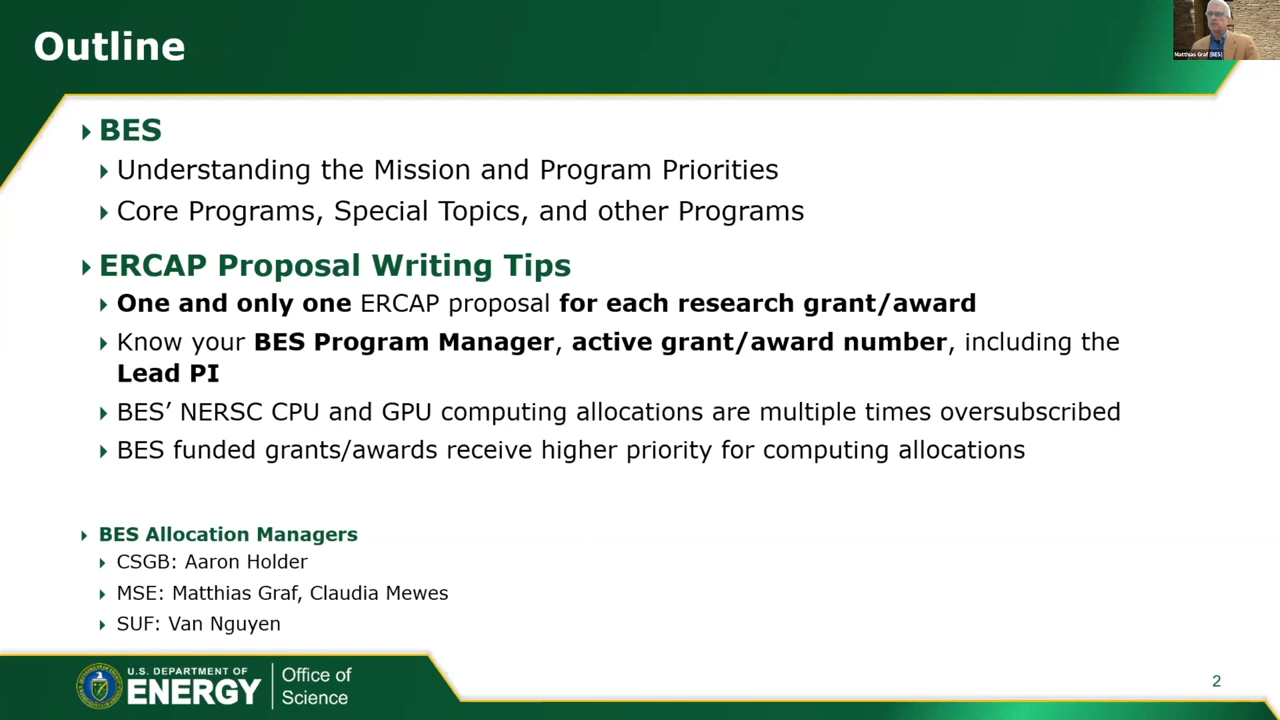 Outline
Matthias Graf (BES)
BES
Understanding the Mission and Program Priorities
Core Programs, Special Topics, and other Programs
ERCAP Proposal Writing Tips
One and only one ERCAP proposal for each research grant/award
Know your BES Program Manager, active grant/award number, including the
Lead PI
BES’ NERSC CPU and GPU computing allocations are multiple times oversubscribed
BES funded grants/awards receive higher priority for computing allocations
BES Allocation Managers
CSGB: Aaron Holder
MSE: Matthias Graf, Claudia Mewes
SUF: Van Nguyen
U.S. DEPARTMENT OF
ENERGY
Office of
Science
2